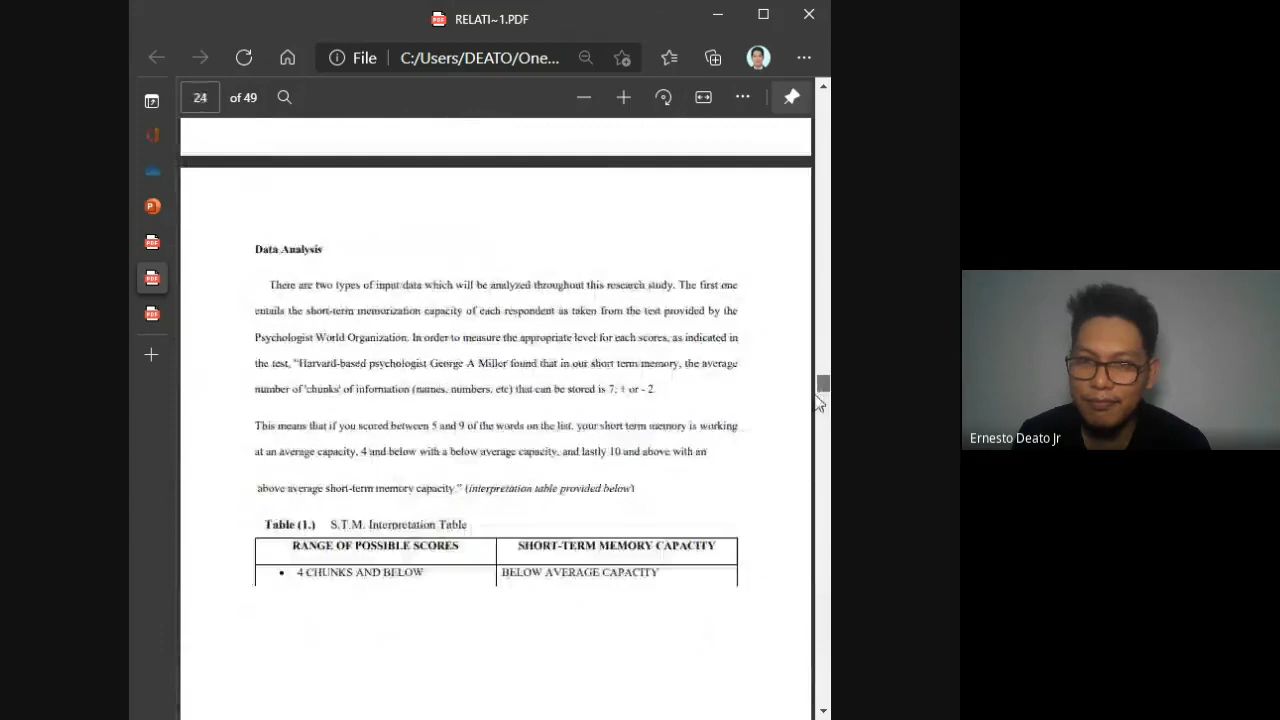 RELATI~1.PDF
File C:/Users/DEATO/One...
24 of 49
Data Analysis
There are two types of input data which will be analyzed throughout this research study. The first one
entails the short-term memorization capacity of each respondent as taken from the test provided by the
Psychologist World Organization. In order to measure the appropriate level for each scores, as indicated in
the test, "Harvard-based psychologist George A Miller found that in our short term memory, the average
number of 'chunks' of information (names, numbers, etc) that can be stored is 7; + or - 2.
This means that if you scored between 5 and 9 of the words on the list, your short term memory is working
at an average capacity, 4 and below with a below average capacity, and lastly 10 and above with an
above average short-term memory capacity." (interpretation table provided below)
Table (1.) S.T.M. Interpretation Table
RANGE OF POSSIBLE SCORES SHORT-TERM MEMORY CAPACITY
• 4 CHUNKS AND BELOW BELOW AVERAGE CAPACITY
Ernesto Deato Jr